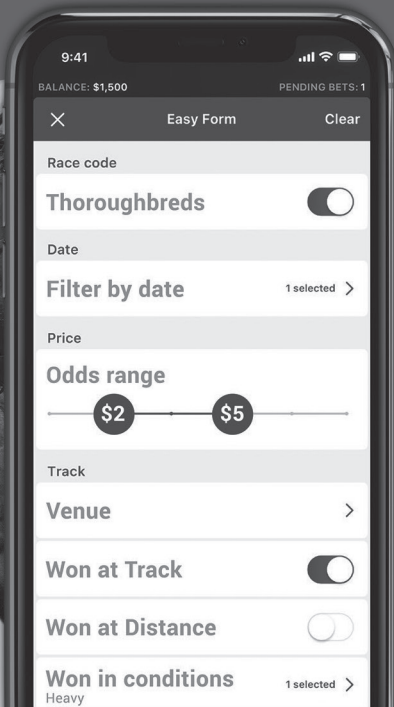 9:41
BALANCE: $1,500 PENDING BETS: 1
Easy Form Clear
Race code
Thoroughbreds
Date
Filter by date 1 selected
Price
Odds range
$2 $5
Track
Venue
Won at Track
Won at Distance
Won in conditions 1 selected
Heavy